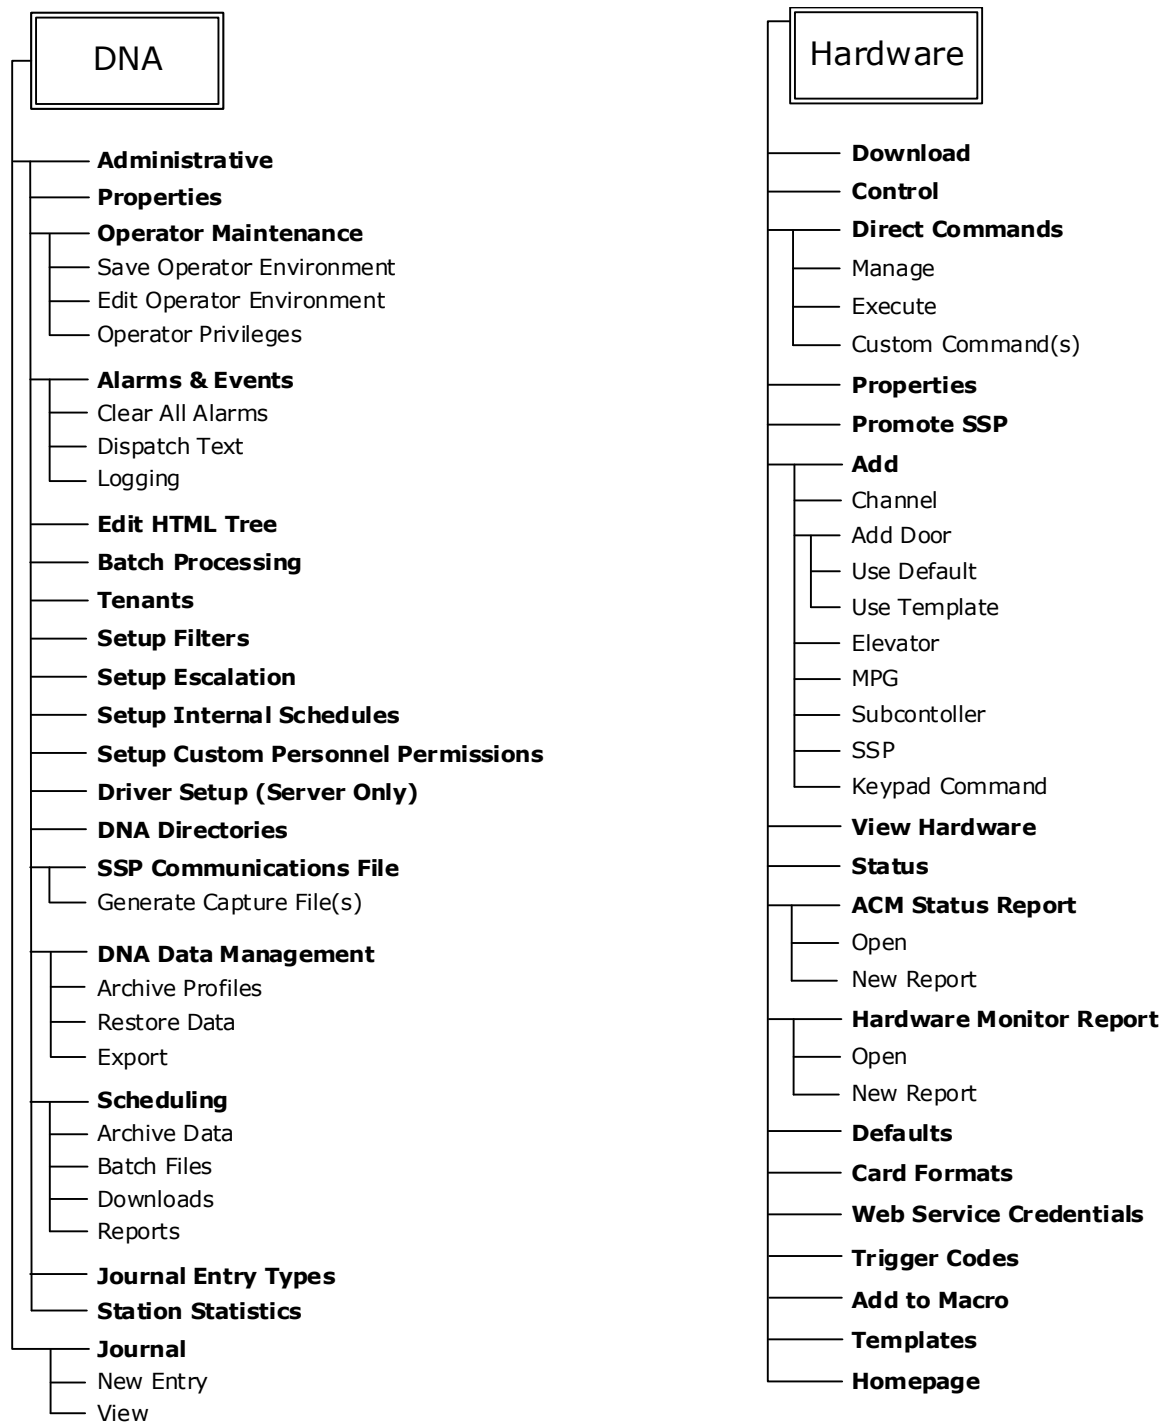 DNA
Administrative
Properties
Operator Maintenance
Save Operator Environment
Edit Operator Environment
Operator Privileges
Alarms & Events
Clear All Alarms
Dispatch Text
Logging
Edit HTML Tree
Batch Processing
Tenants
Setup Filters
Setup Escalation
Setup Internal Schedules
Setup Custom Personnel Permissions
Driver Setup (Server Only)
DNA Directories
SSP Communications File
Generate Capture File(s)
DNA Data Management
Archive Profiles
Restore Data
Export
Scheduling
Archive Data
Batch Files
Downloads
Reports
Journal Entry Types
Station Statistics
Journal
New Entry
View
Hardware
Download
Control
Direct Commands
Manage
Execute
Custom Command(s)
Properties
Promote SSP
Add
Channel
Add Door
Use Default
Use Template
Elevator
MPG
Subcontoller
SSP
Keypad Command
View Hardware
Status
ACM Status Report
Open
New Report
Hardware Monitor Report
Open
New Report
Defaults
Card Formats
Web Service Credentials
Trigger Codes
Add to Macro
Templates
Homepage